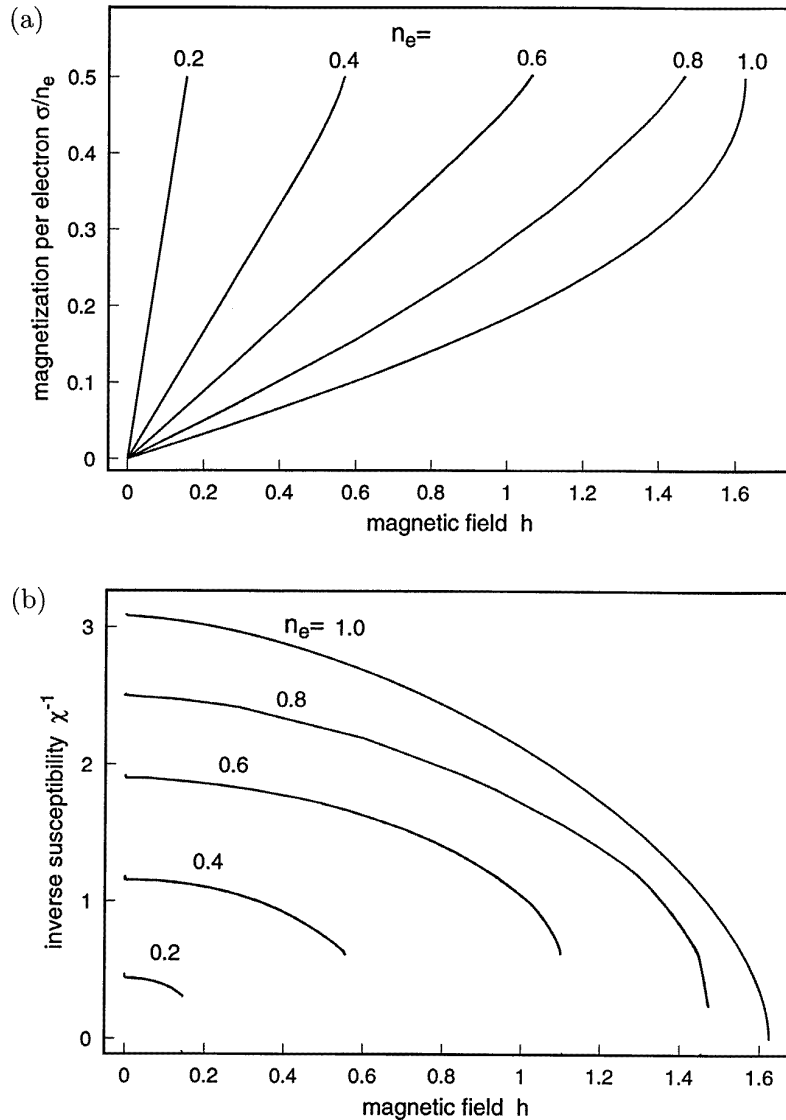 (a)
nₑ=
0.2
0.4
0.6
0.8
1.0
0.5
0.4
0.3
0.2
0.1
0
magnetization per electron σ/nₑ
0 0.2 0.4 0.6 0.8 1 1.2 1.4 1.6
magnetic field h
(b)
nₑ= 1.0
0.8
0.6
0.4
0.2
3
2
1
0
inverse susceptibility χ⁻¹
0 0.2 0.4 0.6 0.8 1 1.2 1.4 1.6
magnetic field h